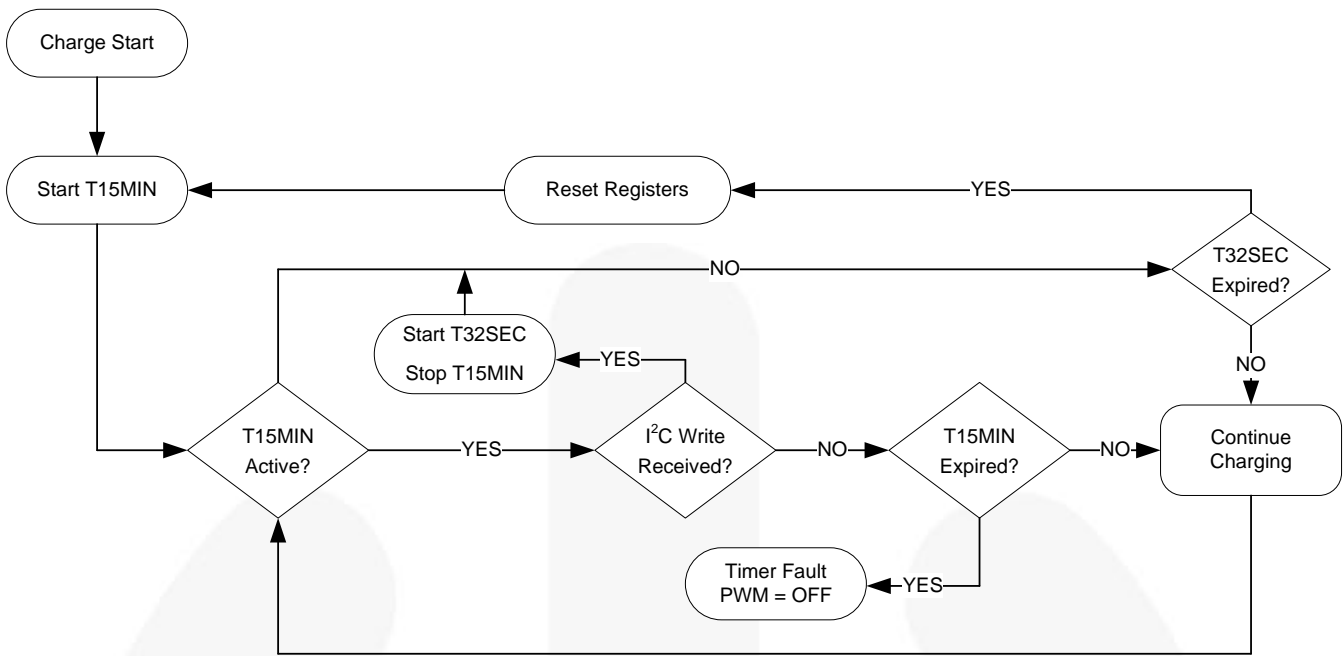 Charge Start
Start T15MIN
Reset Registers
YES
T32SEC
Expired?
NO
Start T32SEC
Stop T15MIN
YES
NO
T15MIN
Active?
YES
I²C Write
Received?
NO
T15MIN
Expired?
NO
Continue
Charging
Timer Fault
PWM = OFF
YES